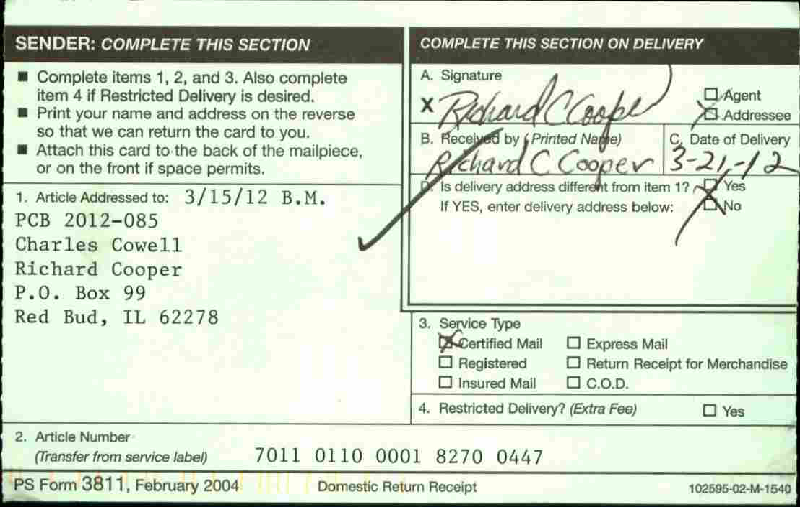 SENDER: COMPLETE THIS SECTION
■ Complete items 1, 2, and 3. Also complete
item 4 if Restricted Delivery is desired.
■ Print your name and address on the reverse
so that we can return the card to you.
■ Attach this card to the back of the mailpiece,
or on the front if space permits.
1. Article Addressed to: 3/15/12 B.M.
PCB 2012-085
Charles Cowell
Richard Cooper
P.O. Box 99
Red Bud, IL 62278
COMPLETE THIS SECTION ON DELIVERY
A. Signature
X Richard C Cooper
☐ Agent
☒ Addressee
B. Received by (Printed Name)
Richard C Cooper
C. Date of Delivery
3-21-12
D. Is delivery address different from item 1? ☐ Yes
If YES, enter delivery address below: ☒ No
3. Service Type
☒ Certified Mail ☐ Express Mail
☐ Registered ☐ Return Receipt for Merchandise
☐ Insured Mail ☐ C.O.D.
4. Restricted Delivery? (Extra Fee) ☐ Yes
2. Article Number
(Transfer from service label) 7011 0110 0001 8270 0447
PS Form 3811, February 2004 Domestic Return Receipt 102595-02-M-1540